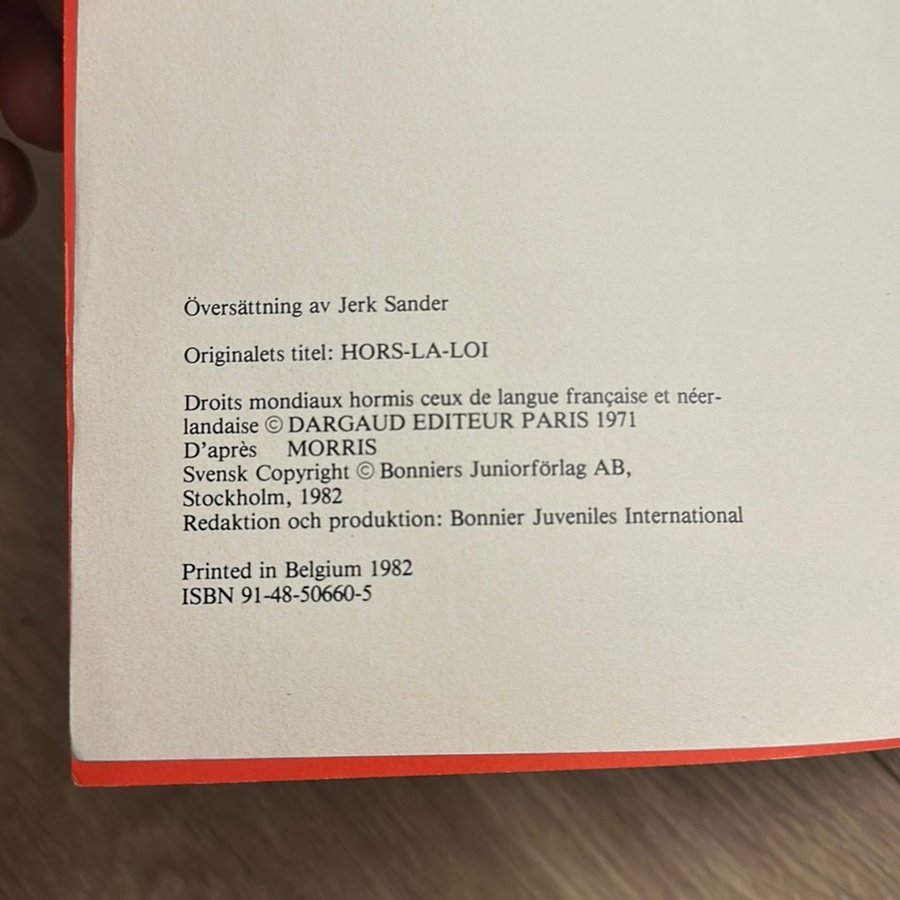 Översättning av Jerk Sander
Originalets titel: HORS-LA-LOI
Droits mondiaux hormis ceux de langue française et néer-
landaise © DARGAUD EDITEUR PARIS 1971
D'après MORRIS
Svensk Copyright © Bonniers Juniorförlag AB,
Stockholm, 1982
Redaktion och produktion: Bonnier Juveniles International
Printed in Belgium 1982
ISBN 91-48-50660-5